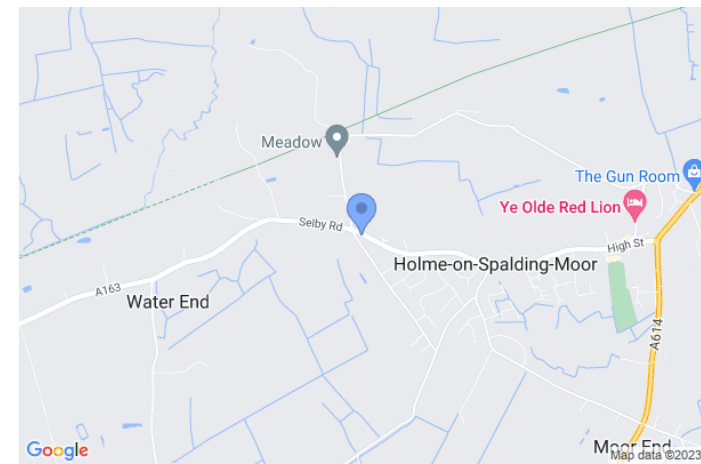 Meadow
The Gun Room
Ye Olde Red Lion
Selby Rd
High St
Holme-on-Spalding-Moor
A163
Water End
A614
Moor End
Google
Map data ©2023